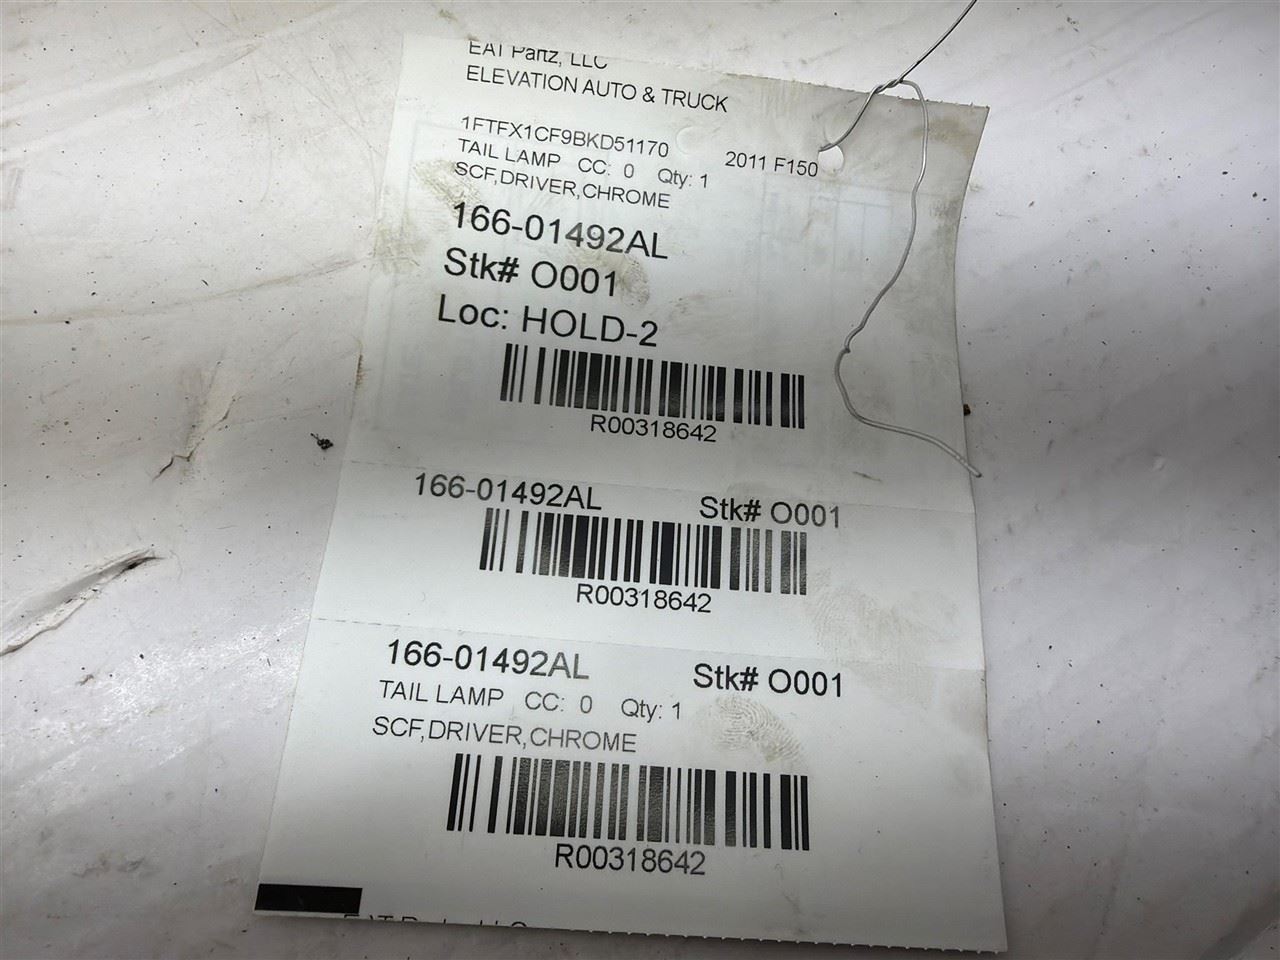 EAT Partz, LLC
ELEVATION AUTO & TRUCK
1FTFX1CF9BKD51170 2011 F150
TAIL LAMP CC: 0 Qty: 1
SCF,DRIVER,CHROME
166-01492AL
Stk# O001
Loc: HOLD-2
R00318642
166-01492AL Stk# O001
R00318642
166-01492AL Stk# O001
TAIL LAMP CC: 0 Qty: 1
SCF,DRIVER,CHROME
R00318642